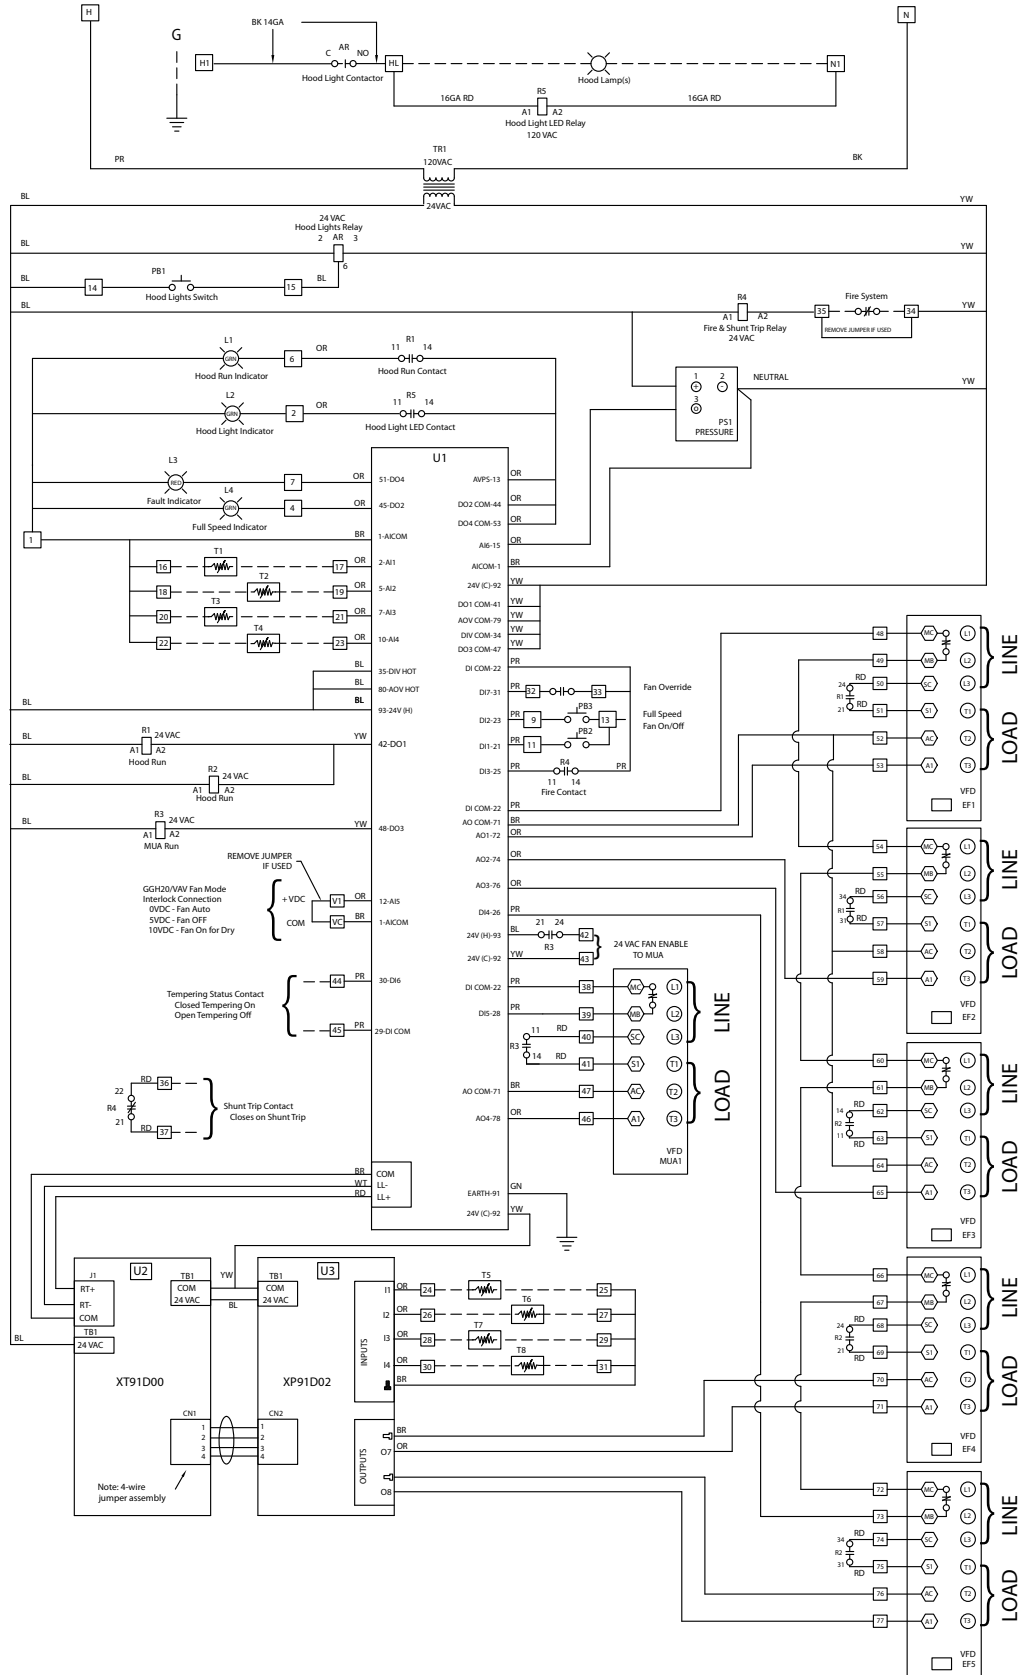 H
N
G
BK 14GA
H1
C AR NO
HL
N1
Hood Light Contactor
Hood Lamp(s)
16GA RD
R5
16GA RD
A1 A2
Hood Light LED Relay
120 VAC
PR
TR1
120VAC
BK
24VAC
BL
YW
24 VAC
Hood Lights Relay
2 AR 3
BL
YW
6
BL
PB1
BL
14
15
Hood Lights Switch
BL
R4
Fire System
A1 A2
35
34
YW
Fire & Shunt Trip Relay
24 VAC
REMOVE JUMPER IF USED
L1
GRN
6
OR
R1
11 14
Hood Run Indicator
Hood Run Contact
L2
GRN
2
OR
R5
11 14
Hood Light Indicator
Hood Light LED Contact
1 2
+ -
3
O
PS1
PRESSURE
NEUTRAL
YW
U1
L3
RED
7
OR
51-DO4
Fault Indicator
L4
GRN
4
OR
45-DO2
Full Speed Indicator
1
BR
1-AICOM
16
T1
17
OR
2-AI1
18
T2
19
OR
5-AI2
20
T3
21
OR
7-AI3
22
T4
23
OR
10-AI4
BL
35-DIV HOT
BL
80-AOV HOT
BL
BL
93-24V (H)
BL
R1
24 VAC
A1 A2
Hood Run
YW
42-DO1
BL
R2
24 VAC
A1 A2
Hood Run
BL
R3
24 VAC
A1 A2
MUA Run
YW
48-DO3
REMOVE JUMPER
IF USED
GGH20/VAV Fan Mode
Interlock Connection
0VDC - Fan Auto
5VDC - Fan OFF
10VDC - Fan On for Dry
+ VDC
V1
OR
12-AI5
COM
VC
BR
1-AICOM
Tempering Status Contact
Closed Tempering On
Open Tempering Off
44
PR
30-DI6
45
PR
29-DI COM
22
R4
21
RD
36
RD
37
Shunt Trip Contact
Closes on Shunt Trip
BR
COM
WT
LL-
RD
LL+
AVPS-13
OR
DO2 COM-44
OR
DO4 COM-53
OR
AI6-15
OR
AICOM-1
BR
24V (C)-92
YW
DO1 COM-41
YW
AOV COM-79
YW
DIV COM-34
YW
DO3 COM-47
YW
DI COM-22
PR
DI7-31
PR
32
33
Fan Override
DI2-23
PR
9
PB3
13
Full Speed
Fan On/Off
DI1-21
PR
11
PB2
DI3-25
PR
R4
11 14
PR
Fire Contact
DI COM-22
PR
AO COM-71
BR
AO1-72
OR
AO2-74
OR
AO3-76
OR
DI4-26
PR
24V (H)-93
BL
21 24
R3
42
24V (C)-92
YW
43
24 VAC FAN ENABLE
TO MUA
DI COM-22
PR
38
MC
L1
DI5-28
PR
39
MB
L2
LINE
11
RD
40
SC
L3
R3
14
RD
41
S1
T1
AO COM-71
BR
47
AC
T2
LOAD
AO4-78
OR
46
A1
T3
VFD
MUA1
EARTH-91
GN
24V (C)-92
YW
48
MC
L1
49
MB
L2
LINE
24
RD
50
SC
L3
R1
21
RD
51
S1
T1
52
AC
T2
LOAD
53
A1
T3
VFD
EF1
54
MC
L1
55
MB
L2
LINE
34
RD
56
SC
L3
R1
31
RD
57
S1
T1
58
AC
T2
LOAD
59
A1
T3
VFD
EF2
60
MC
L1
61
MB
L2
LINE
14
RD
62
SC
L3
R2
11
RD
63
S1
T1
64
AC
T2
LOAD
65
A1
T3
VFD
EF3
66
MC
L1
67
MB
L2
LINE
24
RD
68
SC
L3
R2
21
RD
69
S1
T1
70
AC
T2
LOAD
71
A1
T3
VFD
EF4
72
MC
L1
73
MB
L2
LINE
34
RD
74
SC
L3
R2
31
RD
75
S1
T1
76
AC
T2
LOAD
77
A1
T3
VFD
EF5
U2
J1
RT+
RT-
COM
TB1
24 VAC
BL
TB1
COM
24 VAC
YW
BL
XT91D00
CN1
1
2
3
4
Note: 4-wire
jumper assembly
U3
TB1
COM
24 VAC
XP91D02
CN2
1
2
3
4
INPUTS
I1
OR
24
T5
25
I2
OR
26
T6
27
I3
OR
28
T7
29
I4
OR
30
T8
31
BR
OUTPUTS
BR
O7
OR
O8